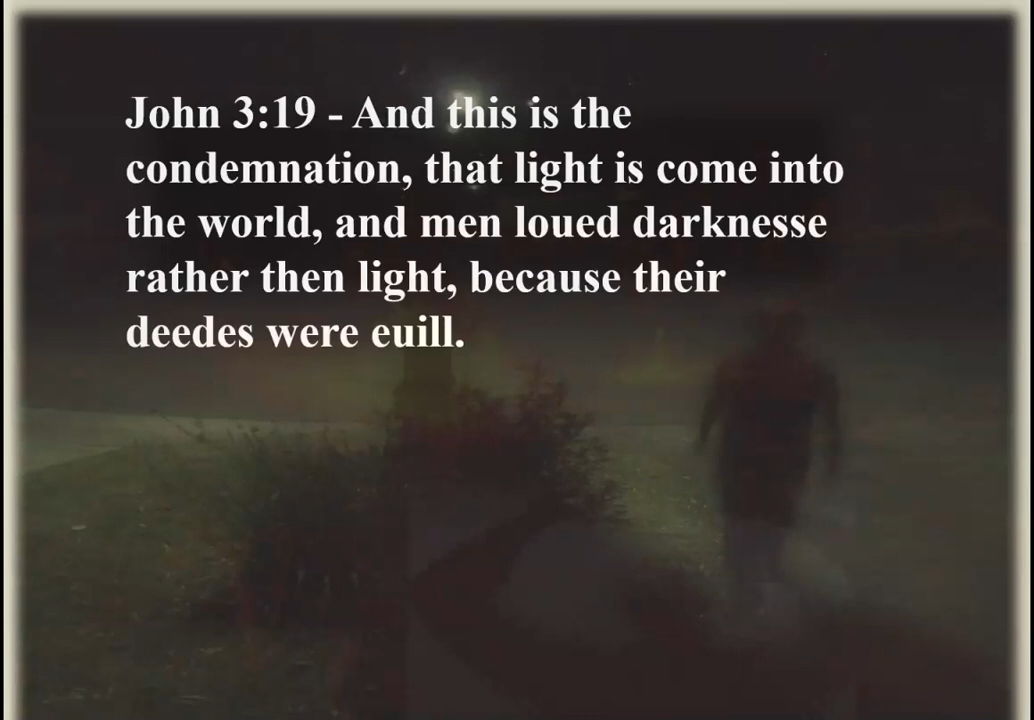 John 3:19 - And this is the
condemnation, that light is come into
the world, and men loued darknesse
rather then light, because their
deedes were euill.